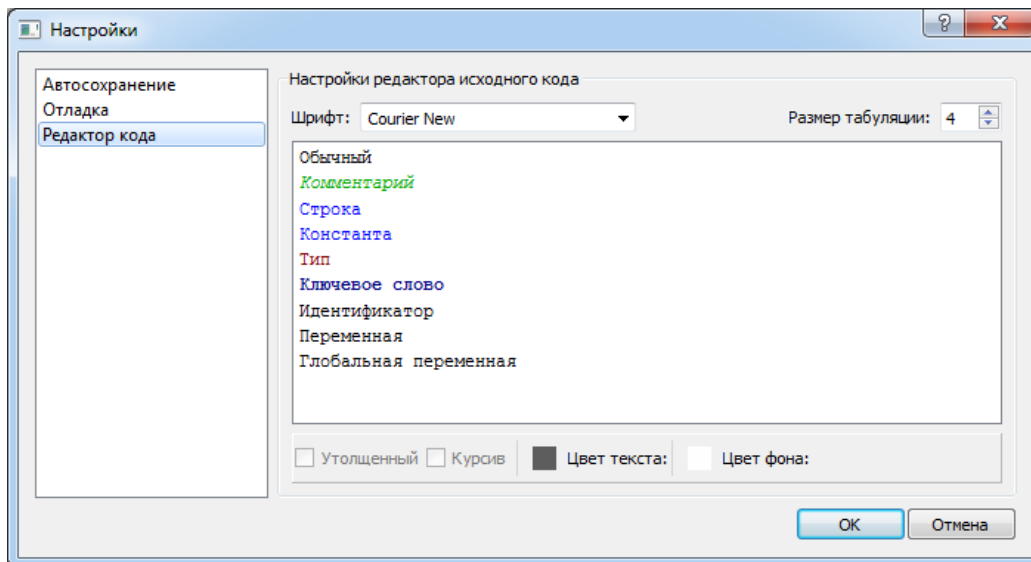 Настройки
Автосохранение
Отладка
Редактор кода
Настройки редактора исходного кода
Шрифт: Courier New Размер табуляции: 4
Обычный
Комментарий
Строка
Константа
Тип
Ключевое слово
Идентификатор
Переменная
Глобальная переменная
Утолщенный Курсив Цвет текста: Цвет фона:
OK Отмена